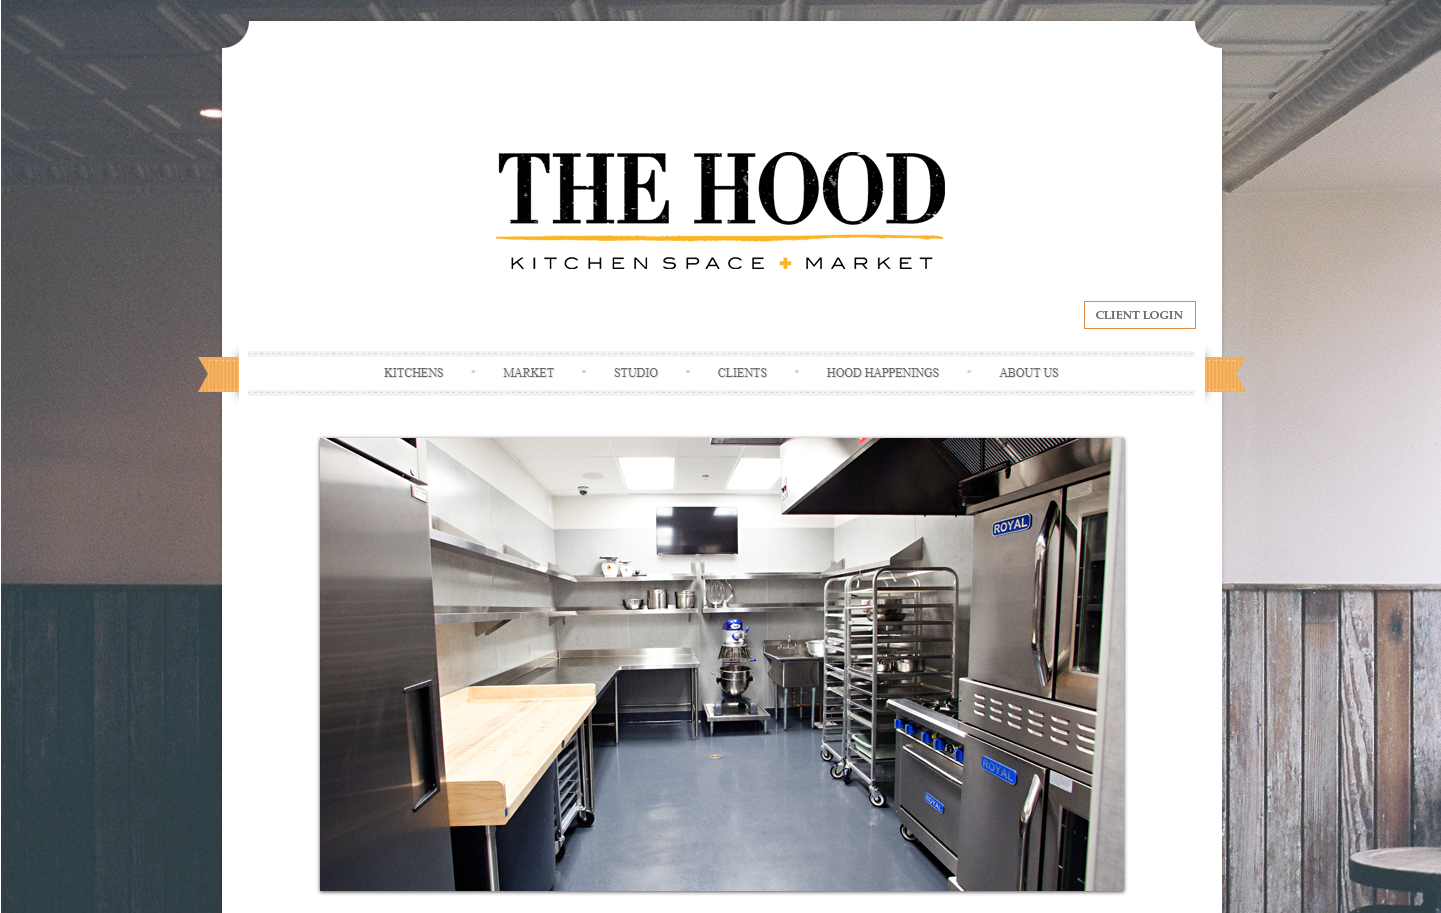 THE HOOD
KITCHEN SPACE + MARKET
CLIENT LOGIN
KITCHENS • MARKET • STUDIO • CLIENTS • HOOD HAPPENINGS • ABOUT US
ROYAL
ROYAL
ROYAL